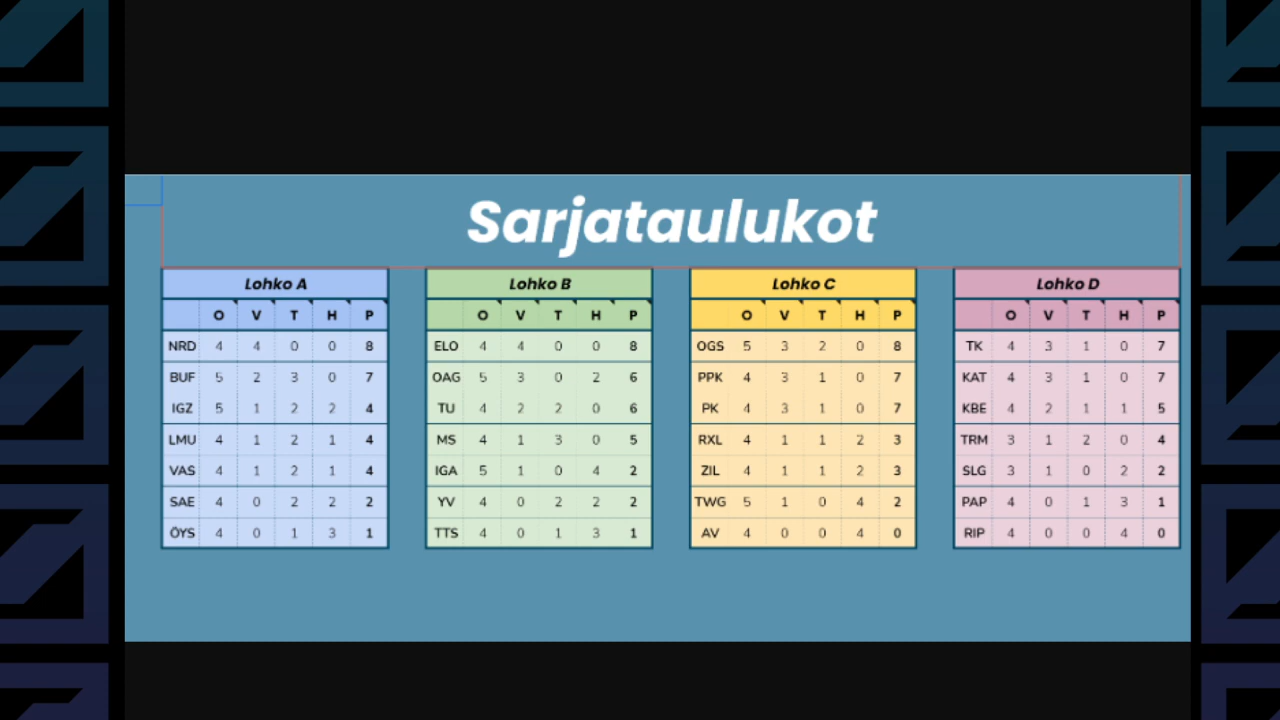 Sarjataulukot
Lohko A
O V T H P
NRD 4 4 0 0 8
BUF 5 2 3 0 7
IGZ 5 1 2 2 4
LMU 4 1 2 1 4
VAS 4 1 2 1 4
SAE 4 0 2 2 2
ÖYS 4 0 1 3 1
Lohko B
O V T H P
ELO 4 4 0 0 8
OAG 5 3 0 2 6
TU 4 2 2 0 6
MS 4 1 3 0 5
IGA 5 1 0 4 2
YV 4 0 2 2 2
TTS 4 0 1 3 1
Lohko C
O V T H P
OGS 5 3 2 0 8
PPK 4 3 1 0 7
PK 4 3 1 0 7
RXL 4 1 1 2 3
ZIL 4 1 1 2 3
TWG 5 1 0 4 2
AV 4 0 0 4 0
Lohko D
O V T H P
TK 4 3 1 0 7
KAT 4 3 1 0 7
KBE 4 2 1 1 5
TRM 3 1 2 0 4
SLG 3 1 0 2 2
PAP 4 0 1 3 1
RIP 4 0 0 4 0